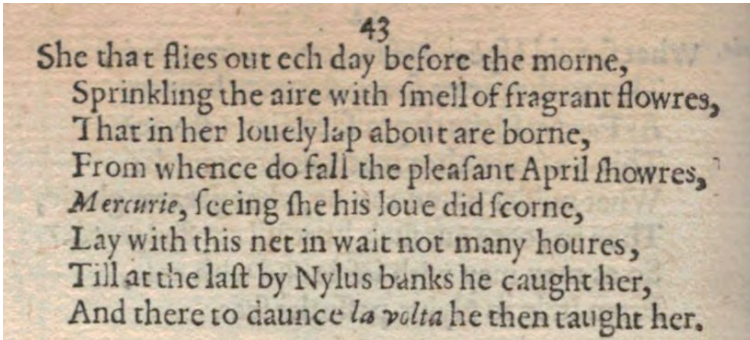 43
She that flies out ech day before the morne,
Sprinkling the aire with ſmell of fragrant flowres,
That in her louely lap about are borne,
From whence do fall the pleaſant April ſhowres,
Mercurie, ſeeing ſhe his loue did ſcorne,
Lay with this net in wait not many houres,
Till at the laſt by Nylus banks he caught her,
And there to daunce la volta he then taught her.